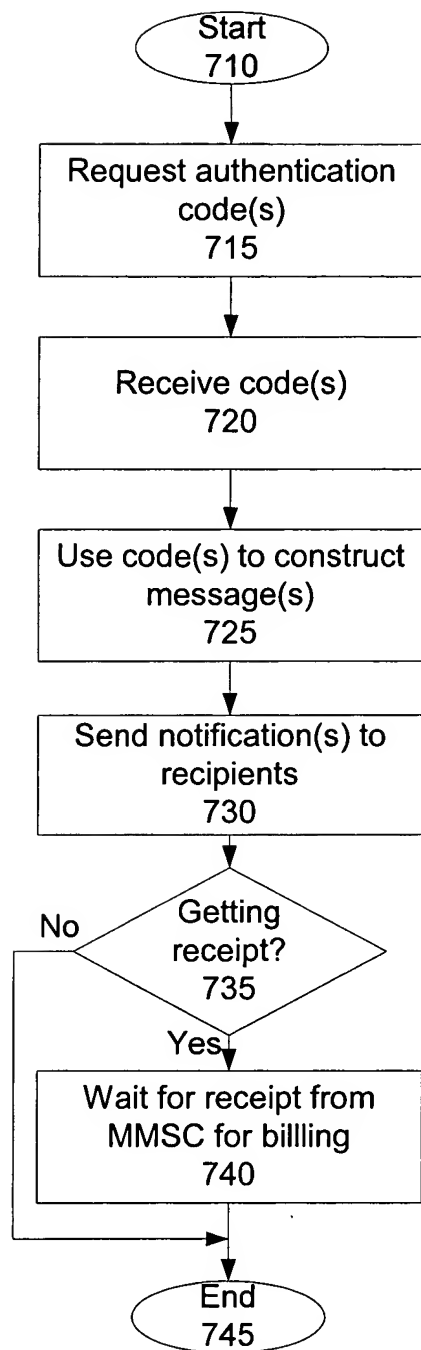 Start
710
Request authentication
code(s)
715
Receive code(s)
720
Use code(s) to construct
message(s)
725
Send notification(s) to
recipients
730
No
Getting
receipt?
735
Yes
Wait for receipt from
MMSC for billling
740
End
745